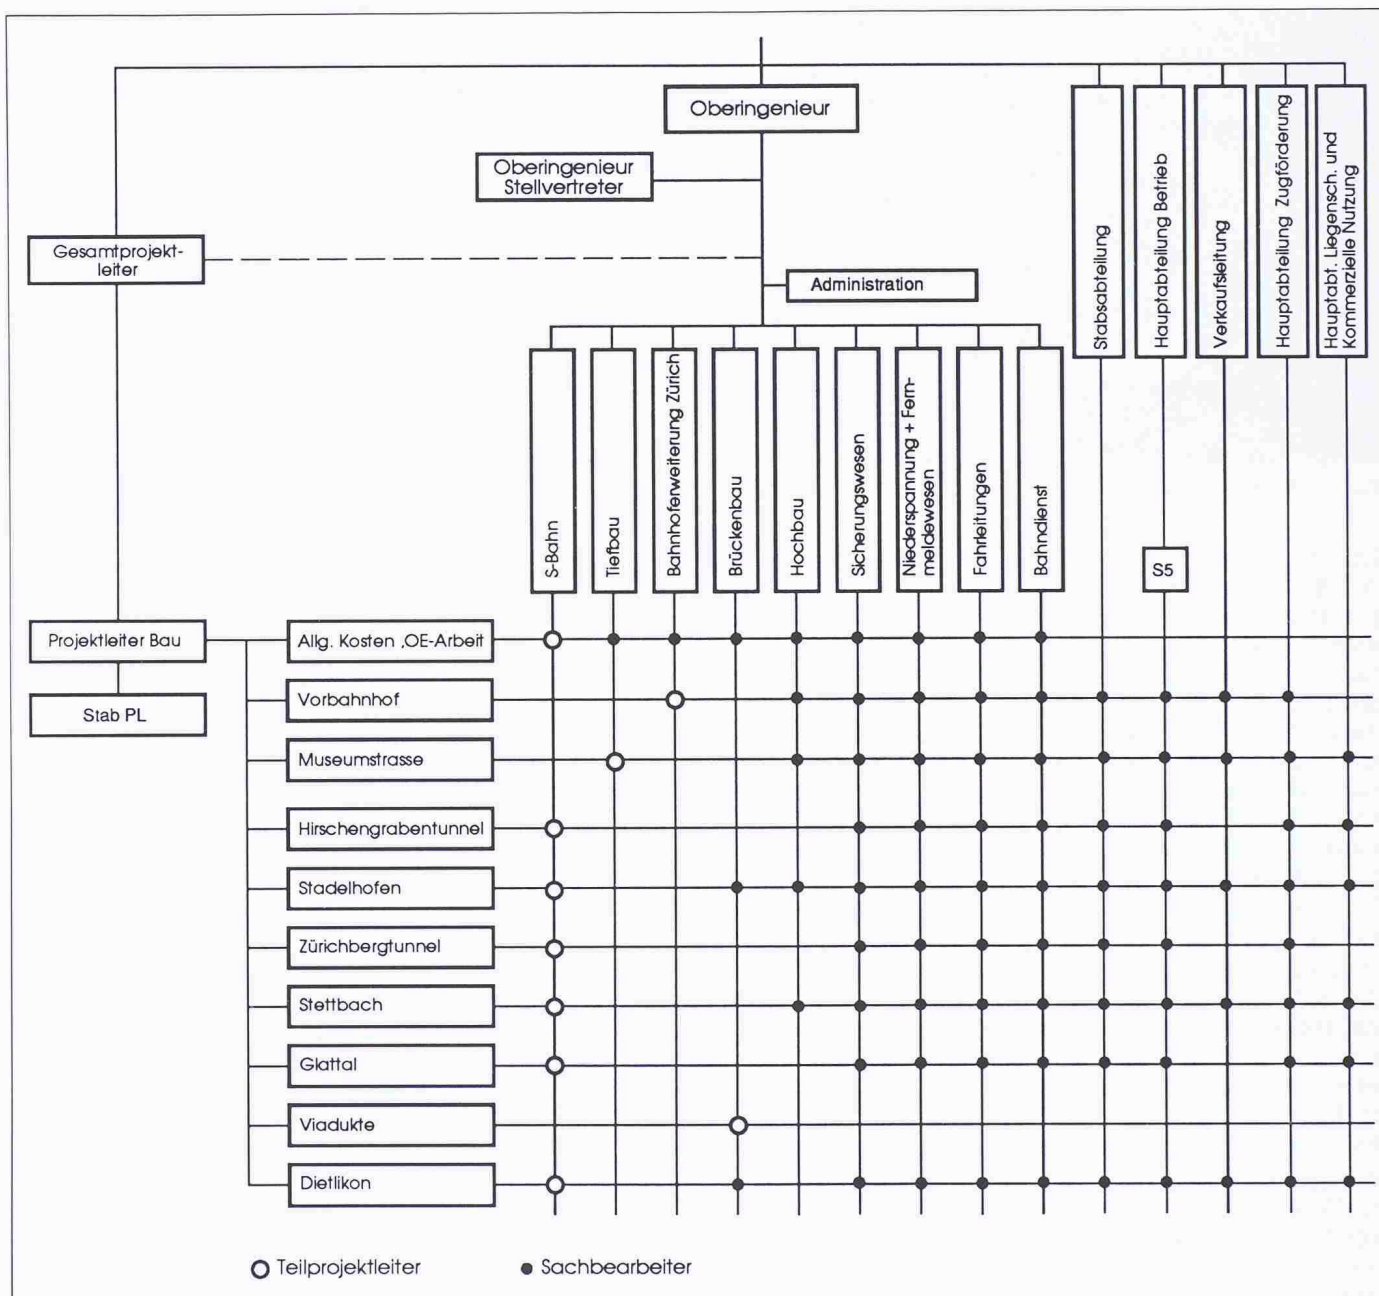 Oberingenieur
Oberingenieur
Stellvertreter
Gesamtprojekt-
leiter
Administration
Stabsabteilung
Hauptabteilung Betrieb
Verkaufsleitung
Hauptabteilung Zugförderung
Hauptabt. Liegensch. und
Kommerzielle Nutzung
S-Bahn
Tiefbau
Bahnhoferweiterung Zürich
Brückenbau
Hochbau
Sicherungswesen
Niederspannung + Fern-
meldewesen
Fahrleitungen
Bahndienst
S5
Projektleiter Bau
Stab PL
Allg. Kosten ,OE-Arbeit
Vorbahnhof
Museumstrasse
Hirschengrabentunnel
Stadelhofen
Zürichbergtunnel
Stettbach
Glattal
Viadukte
Dietlikon
Teilprojektleiter
Sachbearbeiter